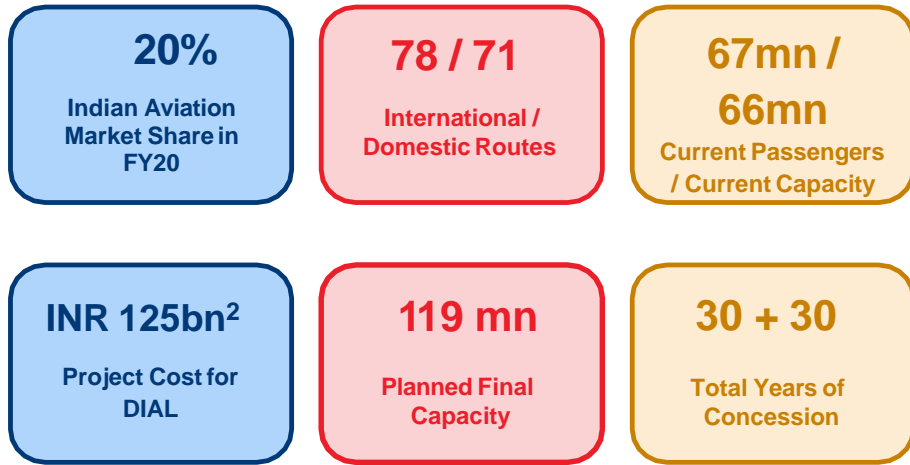 20%
Indian Aviation
Market Share in
FY20
78 / 71
International /
Domestic Routes
67mn /
66mn
Current Passengers
/ Current Capacity
INR 125bn²
Project Cost for
DIAL
119 mn
Planned Final
Capacity
30 + 30
Total Years of
Concession